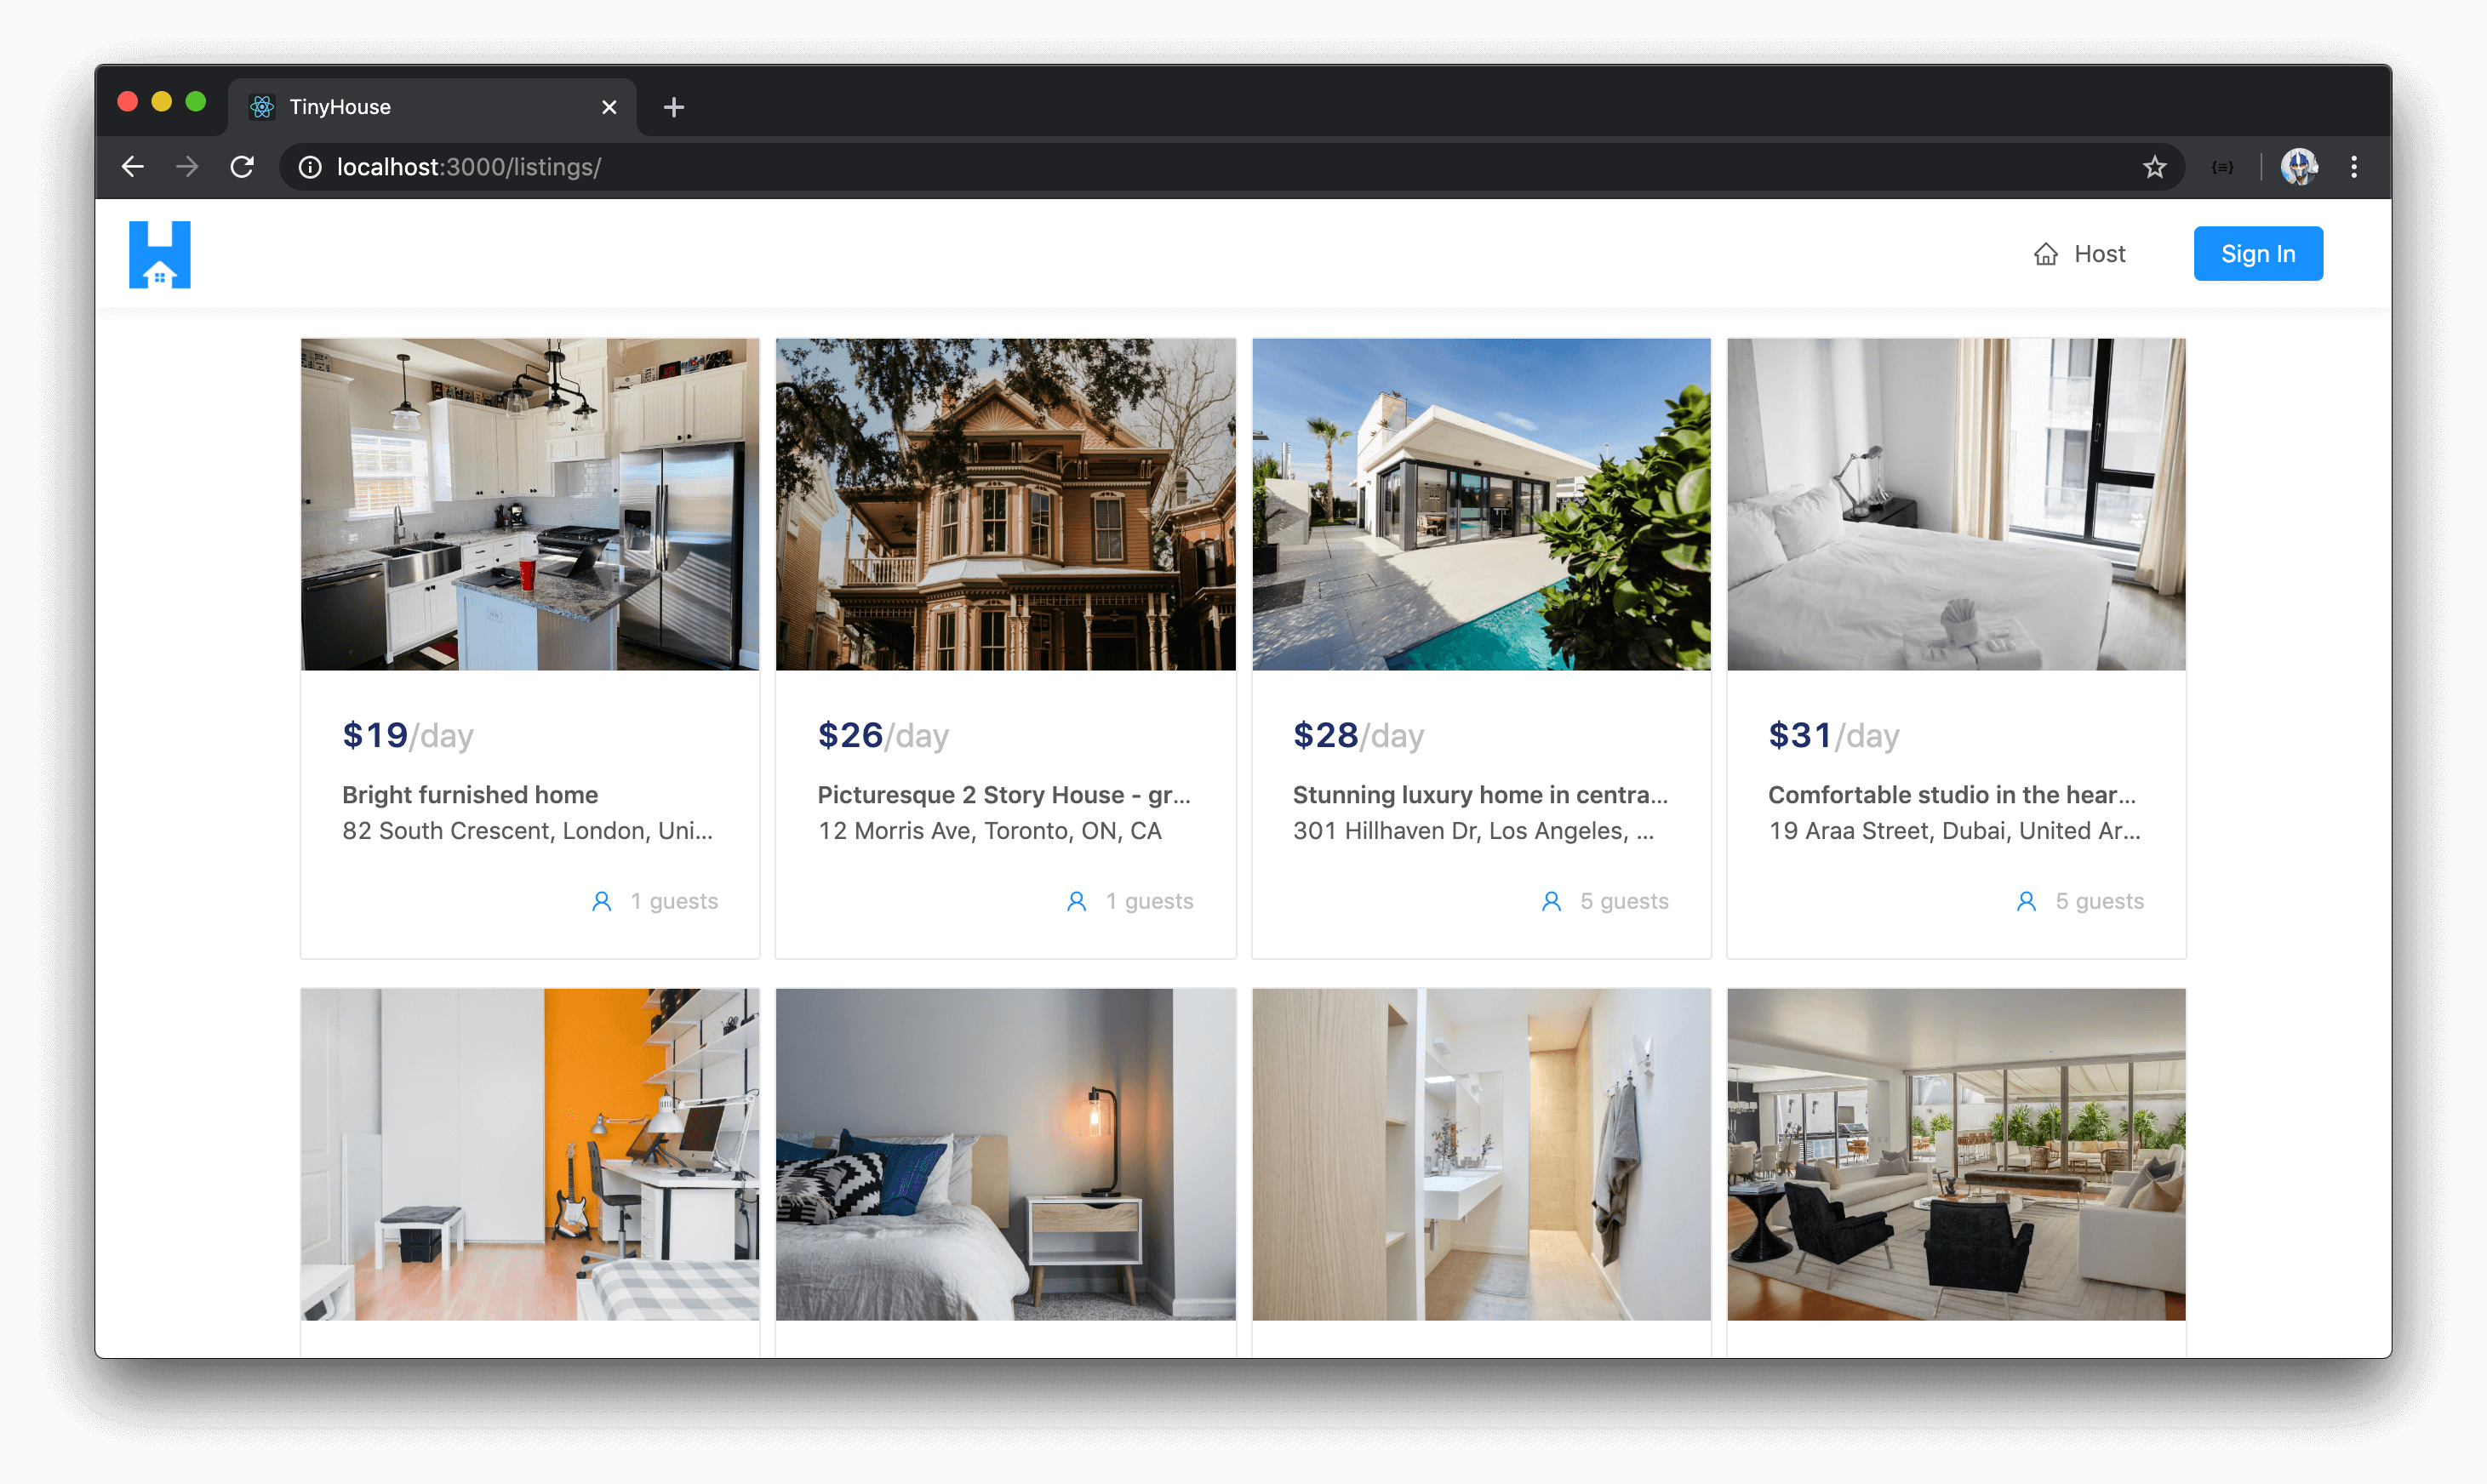 TinyHouse
localhost:3000/listings/
Host
Sign In
$19/day
Bright furnished home
82 South Crescent, London, Uni...
1 guests
$26/day
Picturesque 2 Story House - gr...
12 Morris Ave, Toronto, ON, CA
1 guests
$28/day
Stunning luxury home in centra...
301 Hillhaven Dr, Los Angeles, ...
5 guests
$31/day
Comfortable studio in the hear...
19 Araa Street, Dubai, United Ar...
5 guests